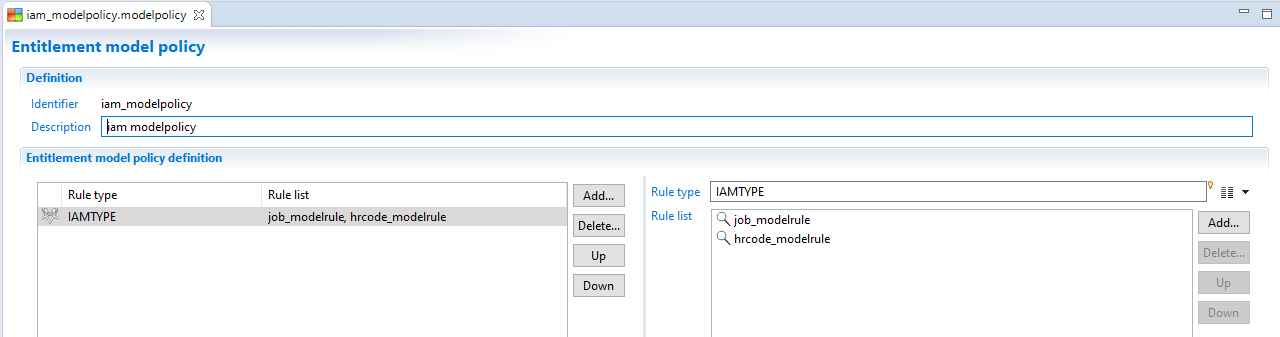 iam_modelpolicy.modelpolicy
Entitlement model policy
Definition
Identifier iam_modelpolicy
Description iam modelpolicy
Entitlement model policy definition
Rule type Rule list
IAMTYPE job_modelrule, hrcode_modelrule
Add...
Delete...
Up
Down
Rule type IAMTYPE
Rule list job_modelrule
hrcode_modelrule
Add...
Delete...
Up
Down